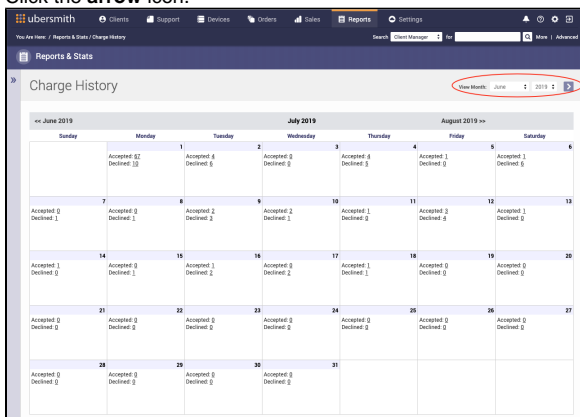 Click the arrow icon.
ubersmith Clients Support Devices Orders Sales Reports Settings
You Are Here: / Reports & Stats / Charge History Search Client Manager for More | Advanced
Reports & Stats
Charge History
View Month: June 2019
<< June 2019 July 2019 August 2019 >>
Sunday Monday Tuesday Wednesday Thursday Friday Saturday
1 2 3 4 5 6
Accepted: 67 Accepted: 4 Accepted: 0 Accepted: 4 Accepted: 1 Accepted: 1
Declined: 10 Declined: 6 Declined: 0 Declined: 5 Declined: 0 Declined: 6
7 8 9 10 11 12 13
Accepted: 0 Accepted: 0 Accepted: 2 Accepted: 2 Accepted: 1 Accepted: 3 Accepted: 1
Declined: 1 Declined: 1 Declined: 3 Declined: 1 Declined: 0 Declined: 4 Declined: 0
14 15 16 17 18 19 20
Accepted: 1 Accepted: 0 Accepted: 1 Accepted: 0 Accepted: 1 Accepted: 0 Accepted: 0
Declined: 0 Declined: 1 Declined: 2 Declined: 2 Declined: 1 Declined: 0 Declined: 0
21 22 23 24 25 26 27
Accepted: 0 Accepted: 0 Accepted: 0 Accepted: 0 Accepted: 0 Accepted: 0 Accepted: 0
Declined: 0 Declined: 0 Declined: 0 Declined: 0 Declined: 0 Declined: 0 Declined: 0
28 29 30 31
Accepted: 0 Accepted: 0 Accepted: 0 Accepted: 0
Declined: 0 Declined: 0 Declined: 0 Declined: 0